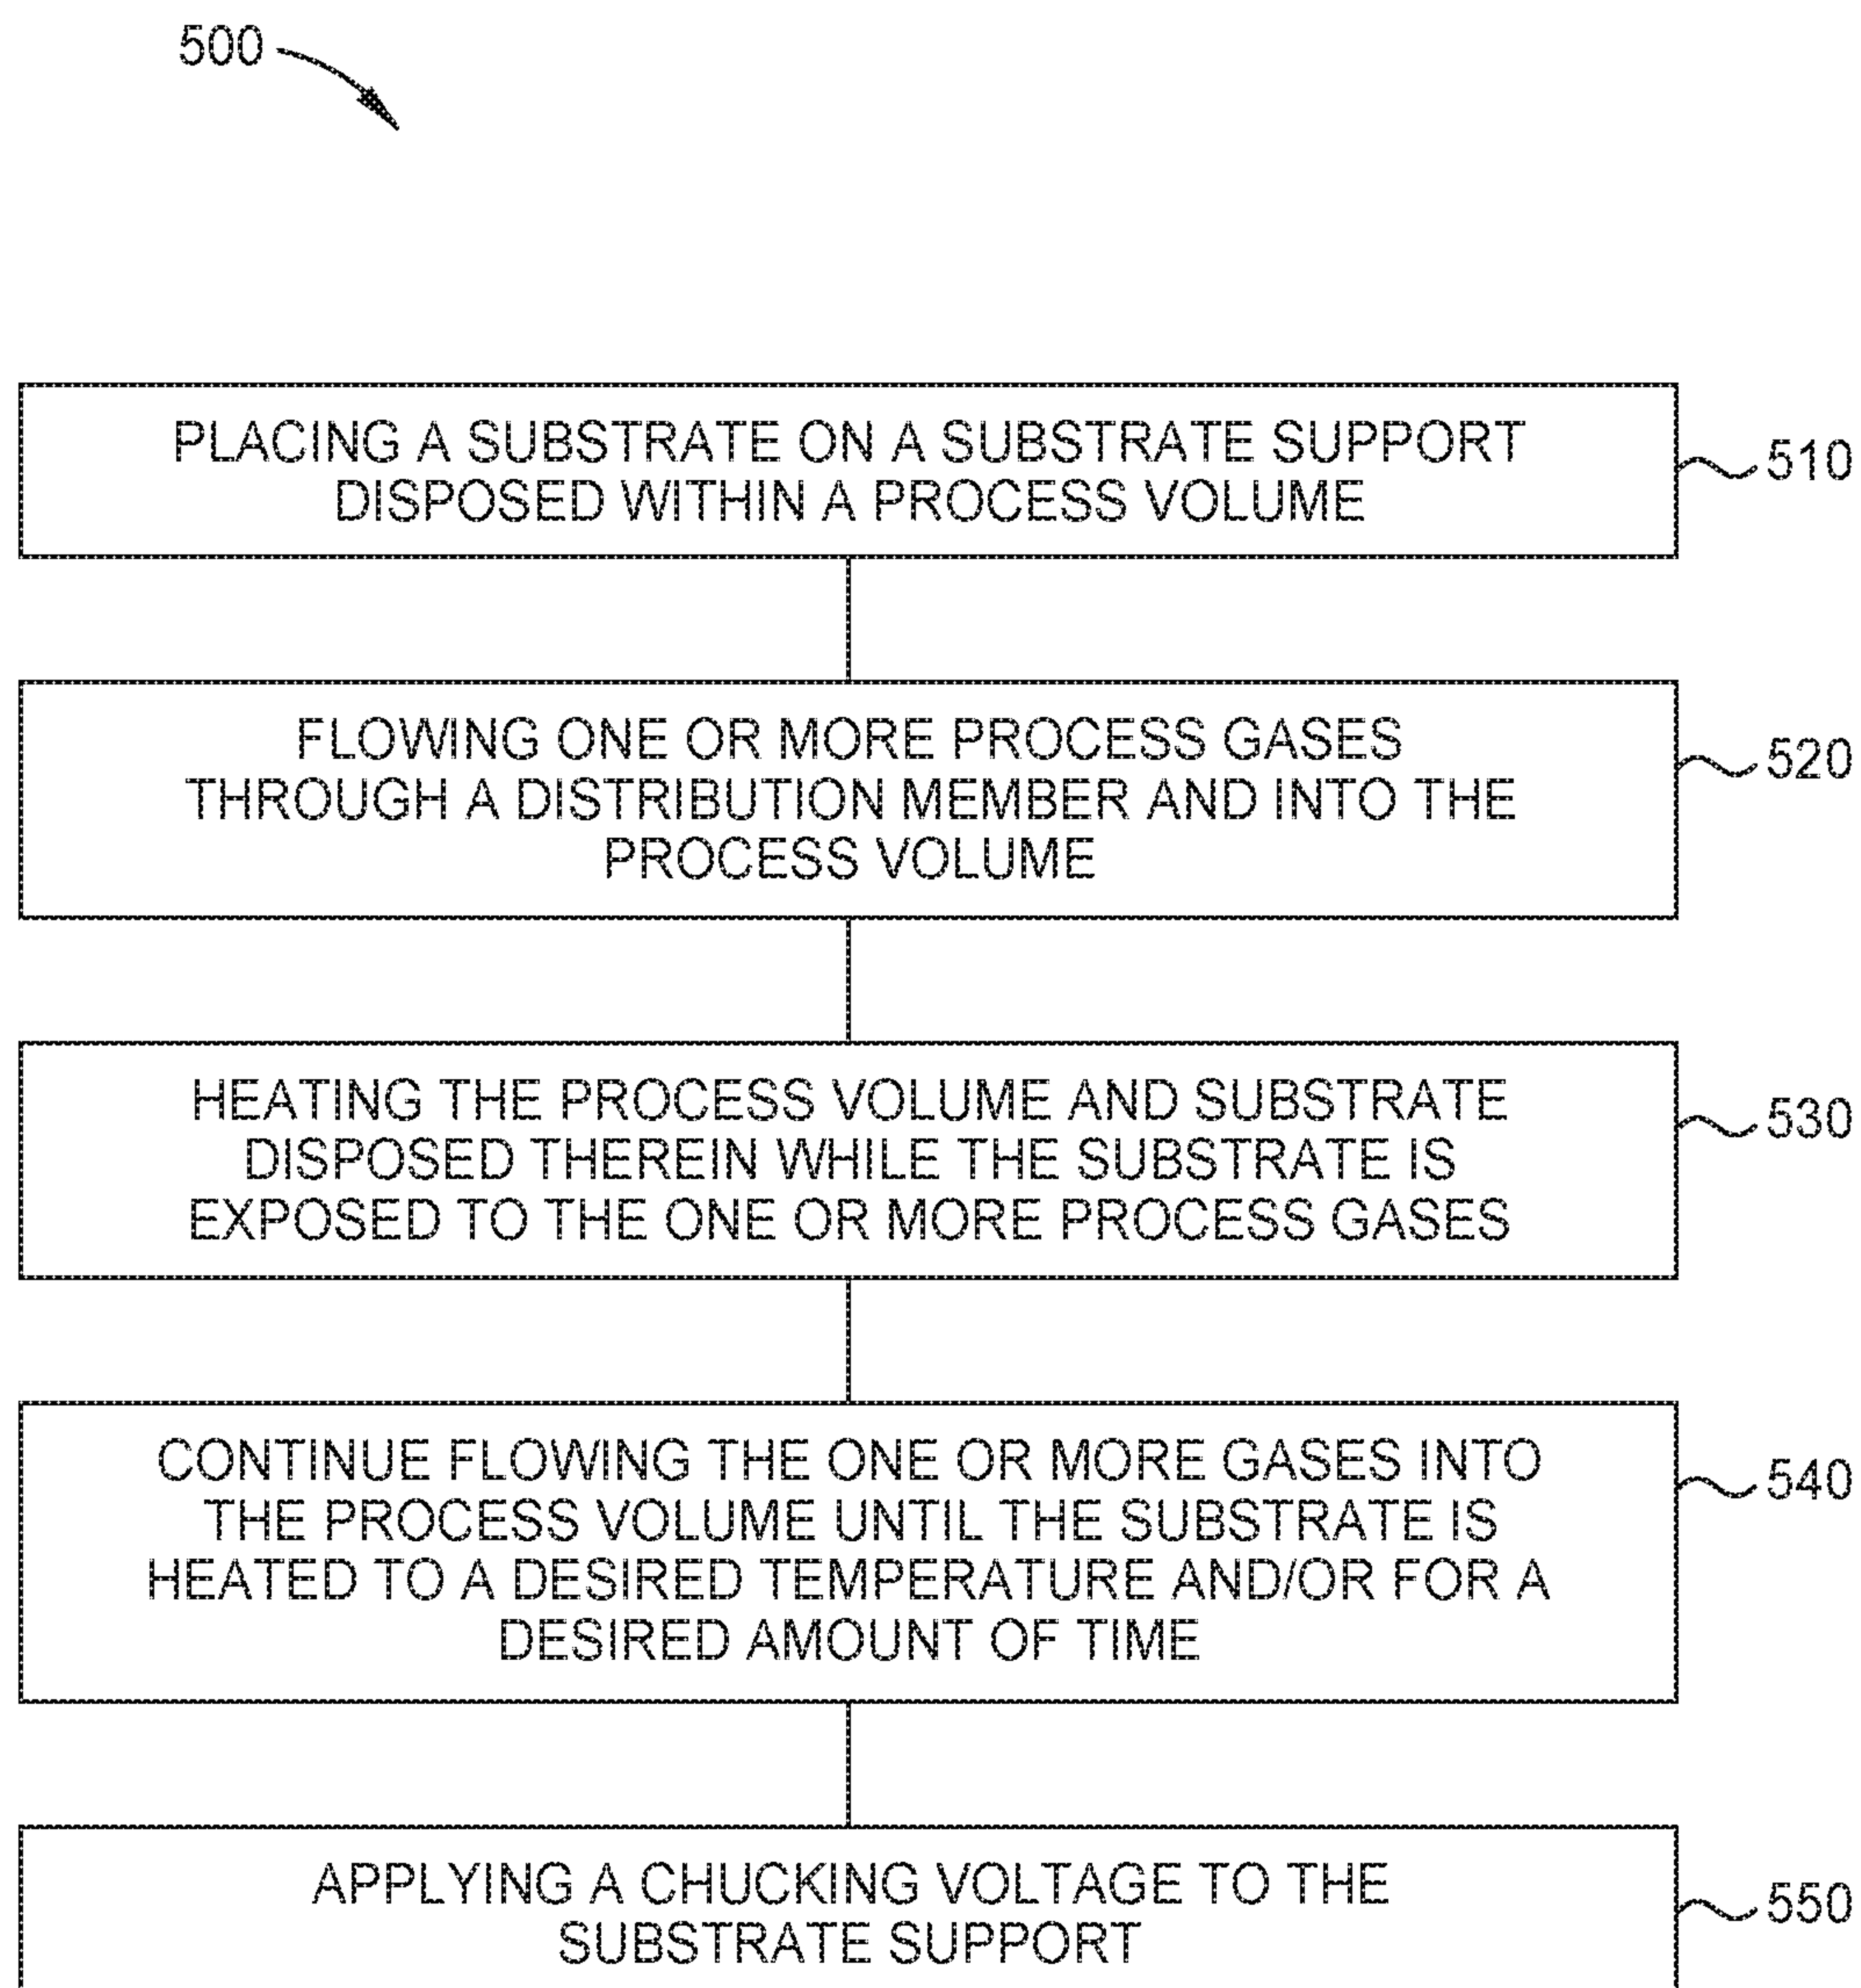 500
PLACING A SUBSTRATE ON A SUBSTRATE SUPPORT
DISPOSED WITHIN A PROCESS VOLUME
510
FLOWING ONE OR MORE PROCESS GASES
THROUGH A DISTRIBUTION MEMBER AND INTO THE
PROCESS VOLUME
520
HEATING THE PROCESS VOLUME AND SUBSTRATE
DISPOSED THEREIN WHILE THE SUBSTRATE IS
EXPOSED TO THE ONE OR MORE PROCESS GASES
530
CONTINUE FLOWING THE ONE OR MORE GASES INTO
THE PROCESS VOLUME UNTIL THE SUBSTRATE IS
HEATED TO A DESIRED TEMPERATURE AND/OR FOR A
DESIRED AMOUNT OF TIME
540
APPLYING A CHUCKING VOLTAGE TO THE
SUBSTRATE SUPPORT
550